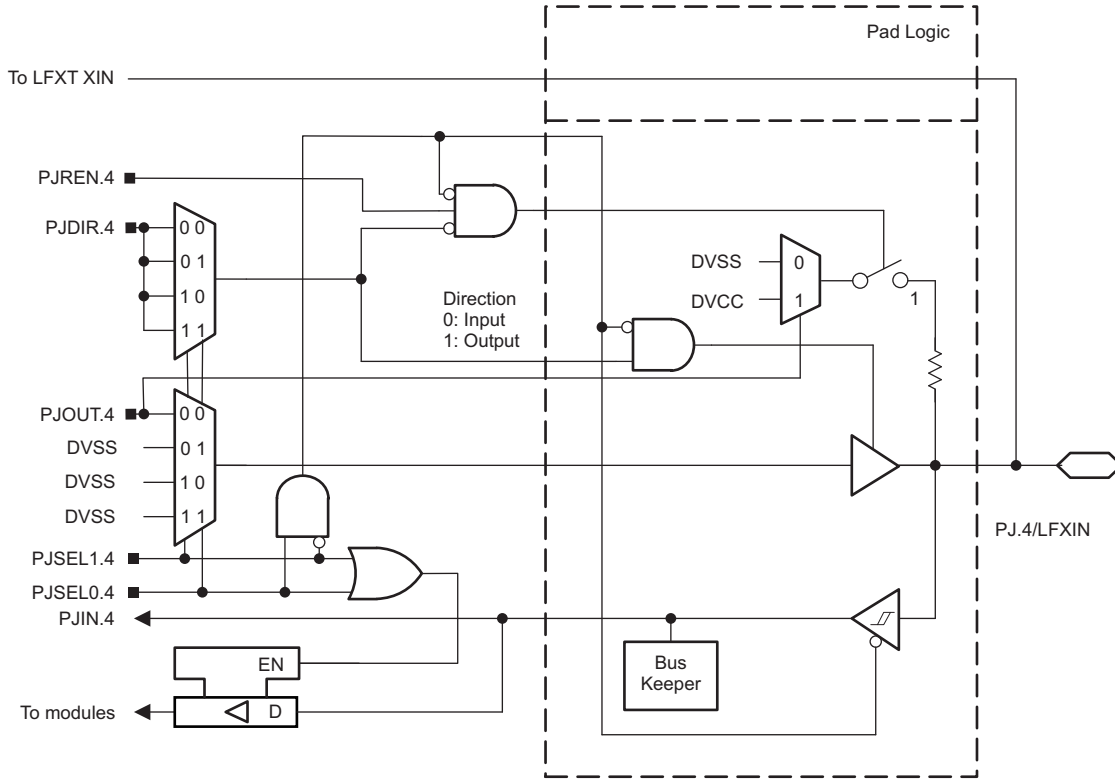 Pad Logic
To LFXT XIN
PJREN.4
PJDIR.4
0 0
0 1
1 0
1 1
Direction
0: Input
1: Output
DVSS
0
DVCC
1
1
PJOUT.4
0 0
DVSS
0 1
DVSS
1 0
DVSS
1 1
PJ.4/LFXIN
PJSEL1.4
PJSEL0.4
PJIN.4
Bus
Keeper
EN
To modules
D